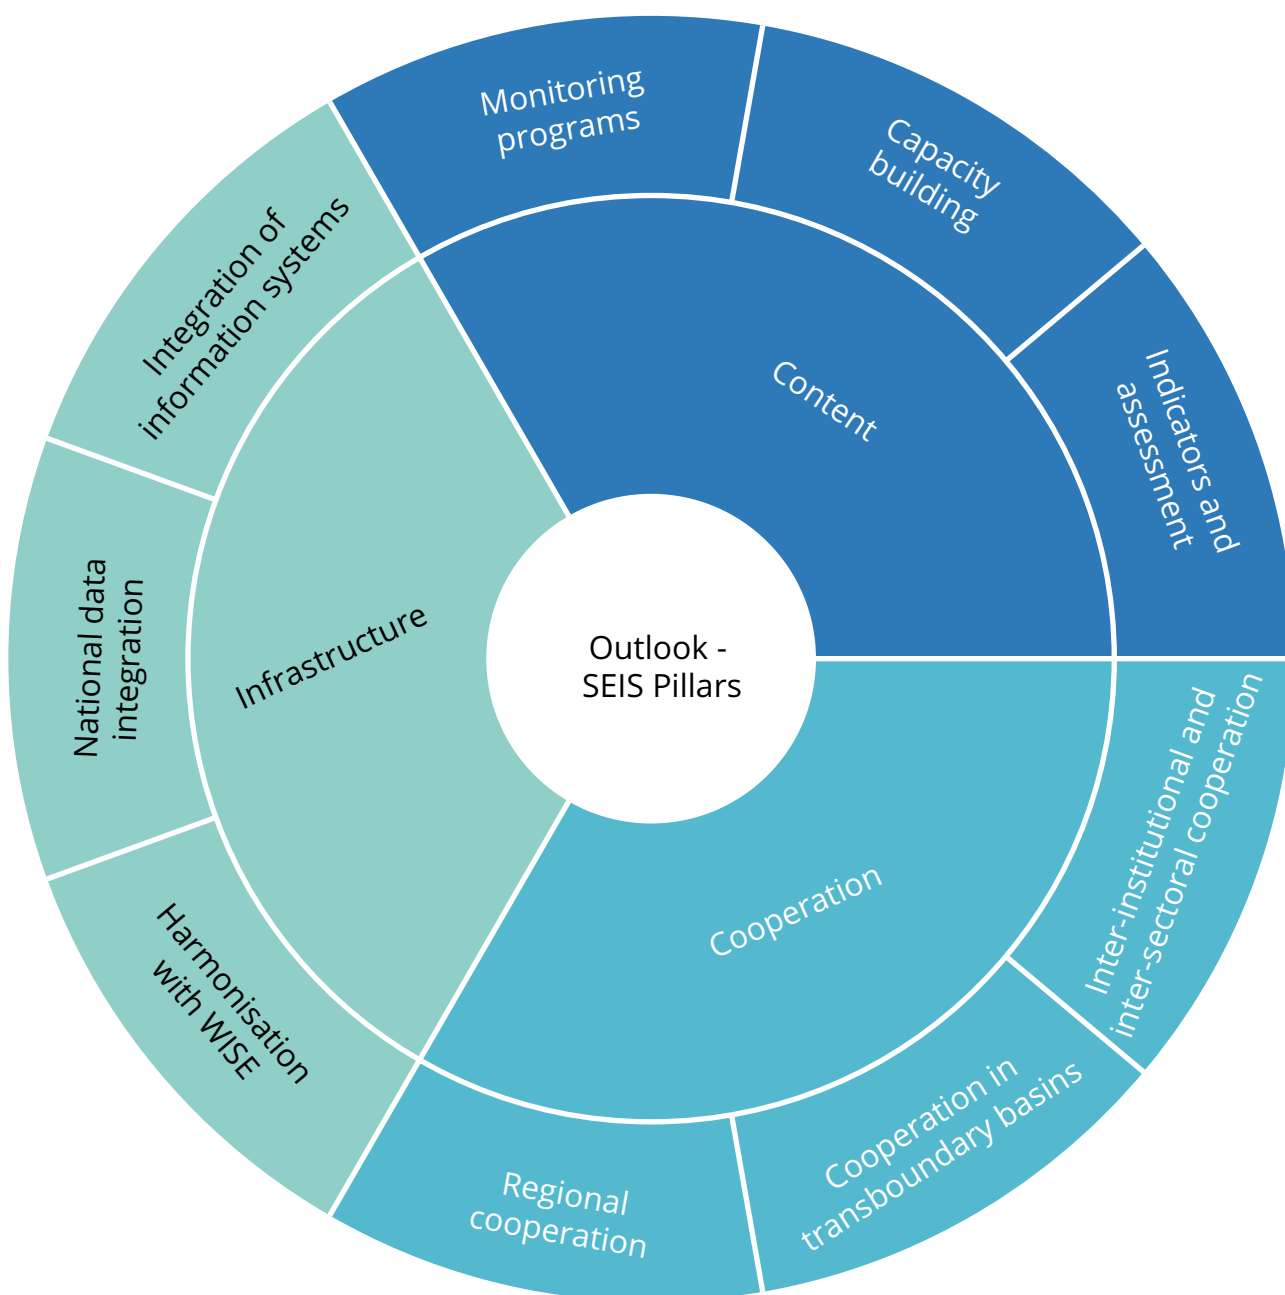 Outlook -
SEIS Pillars
Content
Monitoring
programs
Capacity
building
Indicators and
assessment
Cooperation
Inter-institutional and
inter-sectoral cooperation
Cooperation in
transboundary basins
Regional
cooperation
Infrastructure
Harmonisation
with WISE
National data
integration
Integration of
information systems